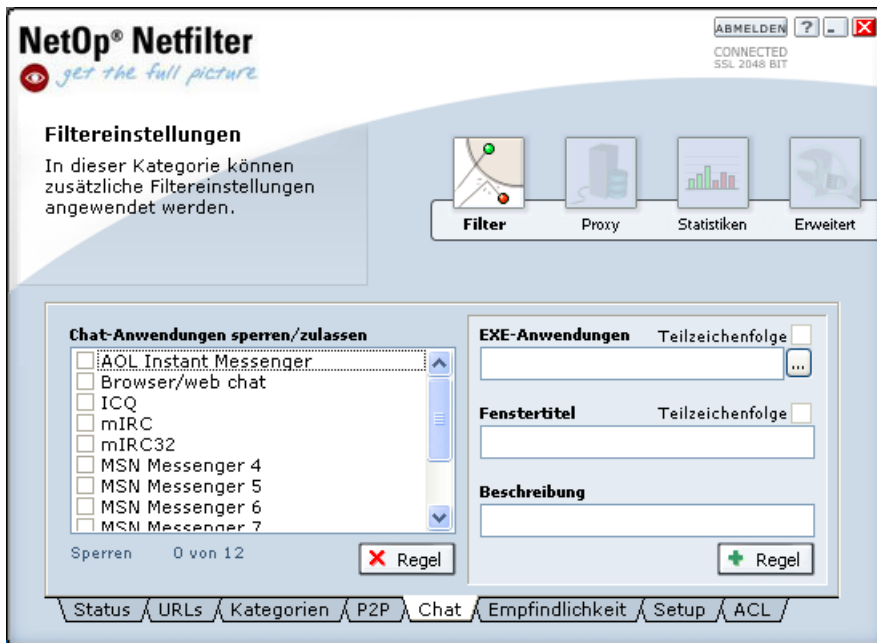 NetOp® Netfilter
get the full picture
ABMELDEN ?
CONNECTED
SSL 2048 BIT
Filtereinstellungen
In dieser Kategorie können
zusätzliche Filtereinstellungen
angewendet werden.
Filter Proxy Statistiken Erweitert
Chat-Anwendungen sperren/zulassen
AOL Instant Messenger
Browser/web chat
ICQ
mIRC
mIRC32
MSN Messenger 4
MSN Messenger 5
MSN Messenger 6
MSN Messenger 7
Sperren 0 von 12
Regel
EXE-Anwendungen Teilzeichenfolge
...
Fenstertitel Teilzeichenfolge
Beschreibung
Regel
Status URLs Kategorien P2P Chat Empfindlichkeit Setup ACL